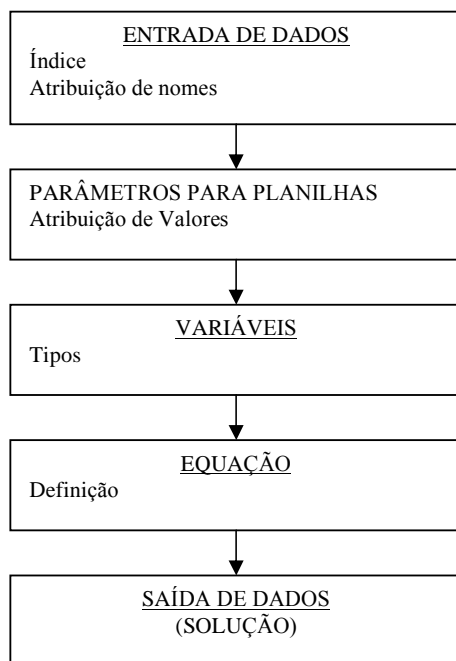 ENTRADA DE DADOS
Índice
Atribuição de nomes
PARÂMETROS PARA PLANILHAS
Atribuição de Valores
VARIÁVEIS
Tipos
EQUAÇÃO
Definição
SAÍDA DE DADOS
(SOLUÇÃO)